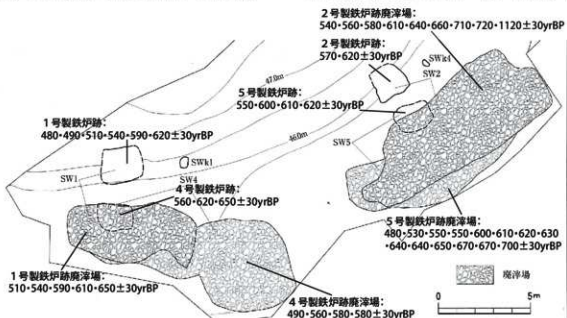 2号製鉄炉跡廃滓場:
540・560・580・610・640・660・710・720・1120±30yrBP
2号製鉄炉跡:
570・620±30yrBP
SWk4
SW2
47.0m
5号製鉄炉跡:
550・600・610・620±30yrBP
1号製鉄炉跡:
480・490・510・540・590・620±30yrBP
46.0m
SWk1
SW5
SW1
SW4
4号製鉄炉跡:
560・620・650±30yrBP
5号製鉄炉跡廃滓場:
480・530・550・550・600・610・620・630
・640・640・650・670・670・700±30yrBP
1号製鉄炉跡廃滓場:
510・540・590・610・650±30yrBP
廃滓場
4号製鉄炉跡廃滓場:
490・560・580・580±30yrBP
0 5m